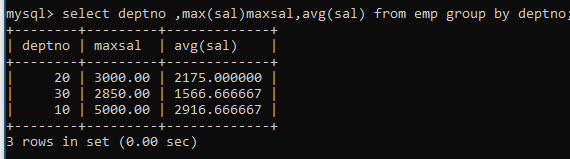 mysql> select deptno ,max(sal)maxsal,avg(sal) from emp group by deptno;
+--------+---------+-------------+
| deptno | maxsal  | avg(sal)    |
+--------+---------+-------------+
|     20 | 3000.00 | 2175.000000 |
|     30 | 2850.00 | 1566.666667 |
|     10 | 5000.00 | 2916.666667 |
+--------+---------+-------------+
3 rows in set (0.00 sec)